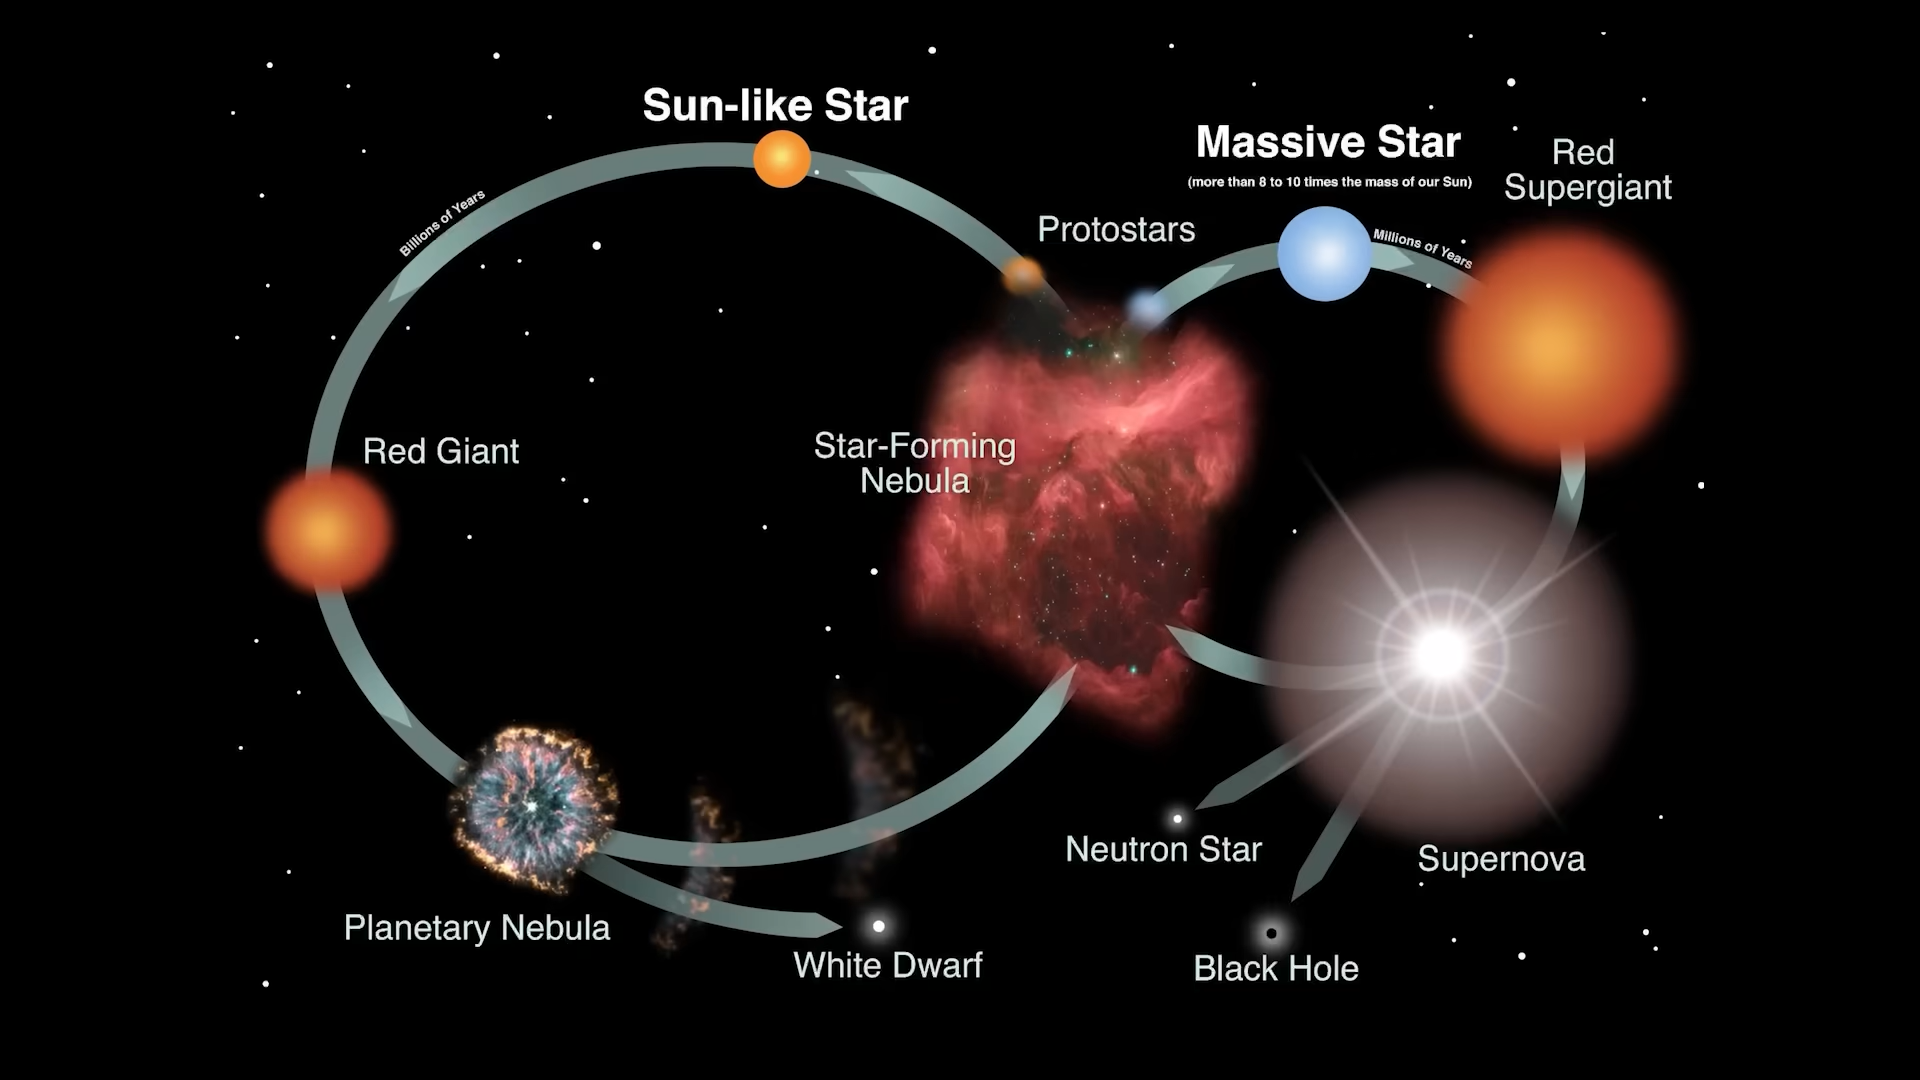 Sun-like Star
Massive Star
(more than 8 to 10 times the mass of our Sun)
Red
Supergiant
Protostars
Billions of Years
Millions of Years
Red Giant
Star-Forming
Nebula
Neutron Star
Supernova
Planetary Nebula
White Dwarf
Black Hole